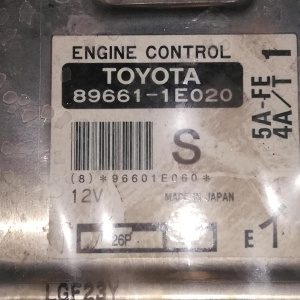 ENGINE CONTROL
TOYOTA
89661-1E020
5A-FE 1
4A/T
S
(8)*96601E060*
12V MADE IN JAPAN
26P
E 1
LGF23Y